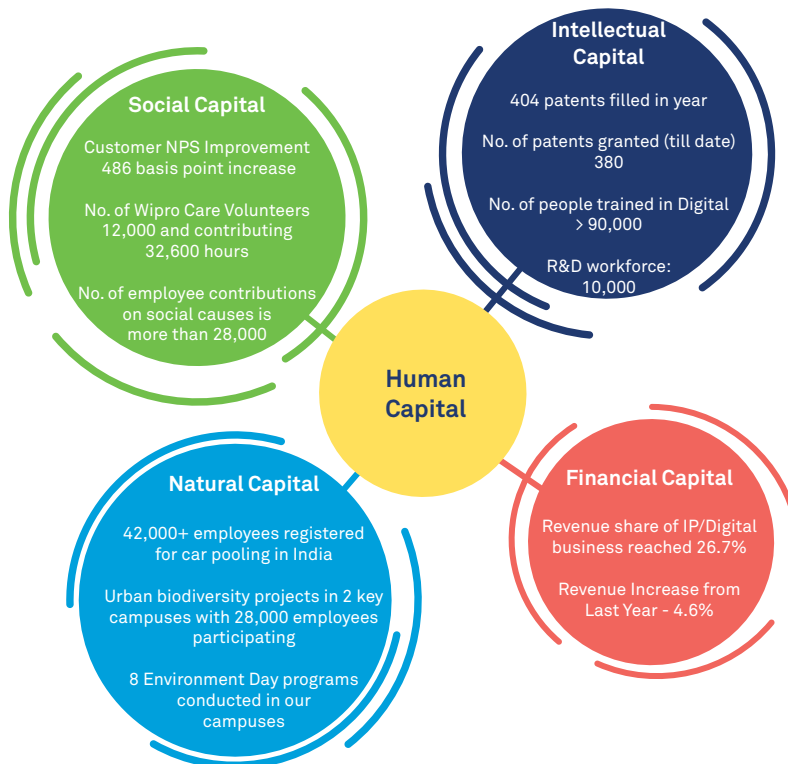 Social Capital
Customer NPS Improvement
486 basis point increase
No. of Wipro Care Volunteers
12,000 and contributing
32,600 hours
No. of employee contributions
on social causes is
more than 28,000
Intellectual
Capital
404 patents filled in year
No. of patents granted (till date)
380
No. of people trained in Digital
> 90,000
R&D workforce:
10,000
Human
Capital
Natural Capital
42,000+ employees registered
for car pooling in India
Urban biodiversity projects in 2 key
campuses with 28,000 employees
participating
8 Environment Day programs
conducted in our
campuses
Financial Capital
Revenue share of IP/Digital
business reached 26.7%
Revenue Increase from
Last Year - 4.6%